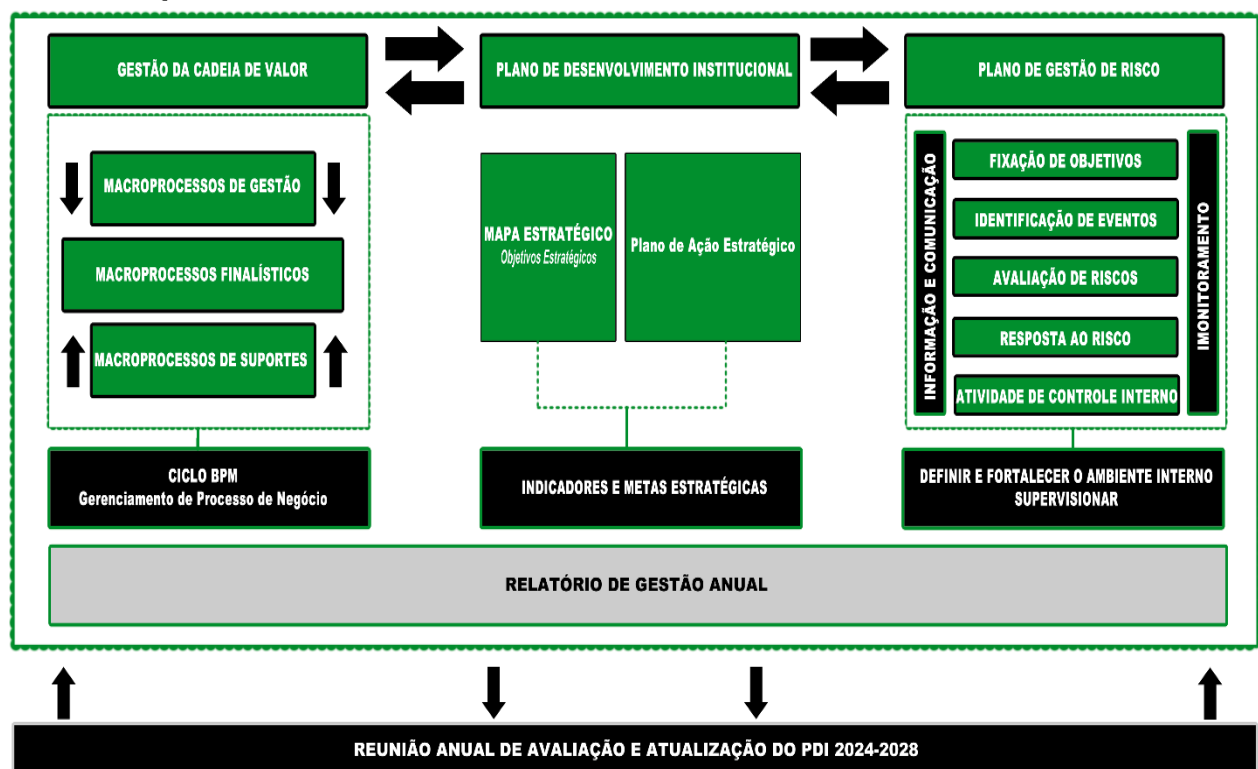 GESTÃO DA CADEIA DE VALOR
PLANO DE DESENVOLVIMENTO INSTITUCIONAL
PLANO DE GESTÃO DE RISCO
MACROPROCESSOS DE GESTÃO
MACROPROCESSOS FINALÍSTICOS
MACROPROCESSOS DE SUPORTES
MAPA ESTRATÉGICO
Objetivos Estratégicos
Plano de Ação Estratégico
INFORMAÇÃO E COMUNICAÇÃO
FIXAÇÃO DE OBJETIVOS
IDENTIFICAÇÃO DE EVENTOS
AVALIAÇÃO DE RISCOS
RESPOSTA AO RISCO
ATIVIDADE DE CONTROLE INTERNO
IMONITORAMENTO
CICLO BPM
Gerenciamento de Processo de Negócio
INDICADORES E METAS ESTRATÉGICAS
DEFINIR E FORTALECER O AMBIENTE INTERNO
SUPERVISIONAR
RELATÓRIO DE GESTÃO ANUAL
REUNIÃO ANUAL DE AVALIAÇÃO E ATUALIZAÇÃO DO PDI 2024-2028